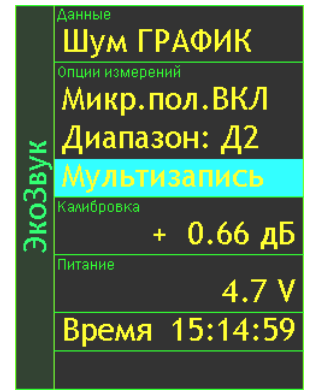 ЭкоЗвук
Данные
Шум ГРАФИК
Опции измерений
Микр.пол.ВКЛ
Диапазон: Д2
Мультизапись
Калибровка
+ 0.66 дБ
Питание
4.7 V
Время 15:14:59